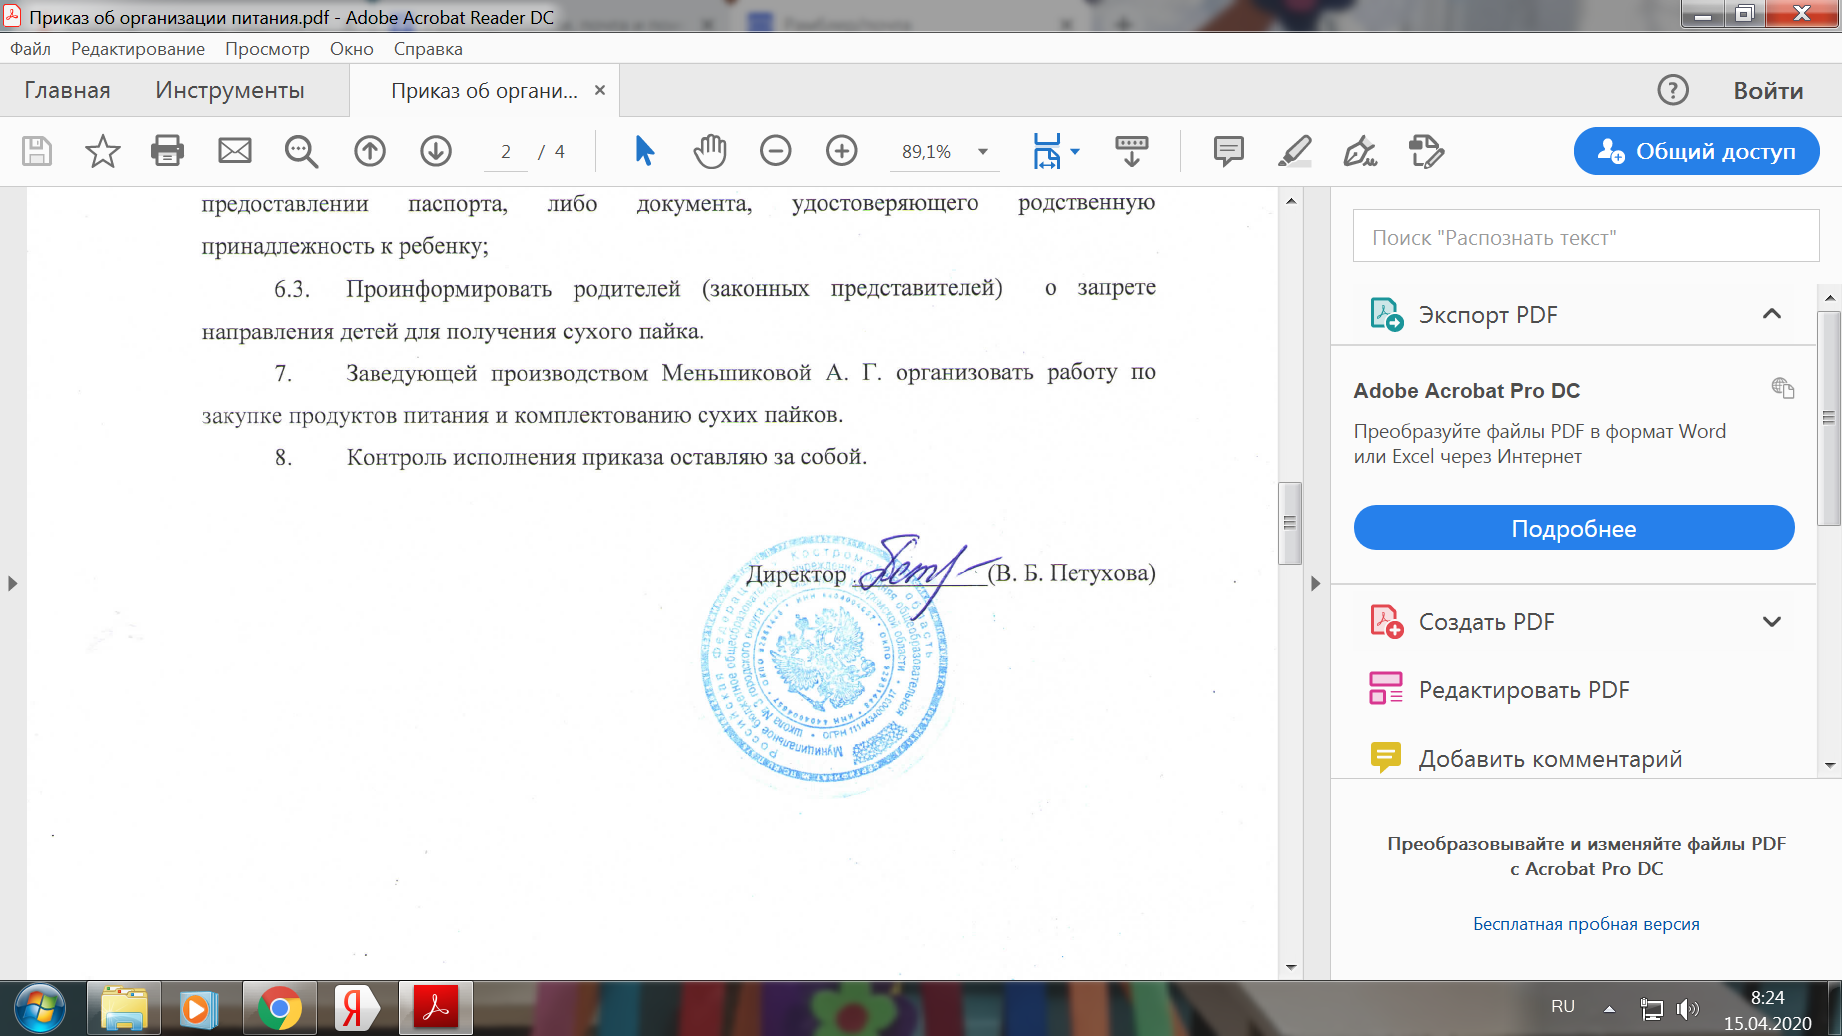 Приказ об организации питания.pdf - Adobe Acrobat Reader DC
Файл Редактирование Просмотр Окно Справка
Главная Инструменты Приказ об органи... × Войти
2 / 4 89,1% Общий доступ
предоставлении паспорта, либо документа, удостоверяющего родственную
принадлежность к ребенку;
6.3. Проинформировать родителей (законных представителей) о запрете
направления детей для получения сухого пайка.
7. Заведующей производством Меньшиковой А. Г. организовать работу по
закупке продуктов питания и комплектованию сухих пайков.
8. Контроль исполнения приказа оставляю за собой.
Директор (В. Б. Петухова)
Поиск "Распознать текст"
Экспорт PDF
Adobe Acrobat Pro DC
Преобразуйте файлы PDF в формат Word
или Excel через Интернет
Подробнее
Создать PDF
Редактировать PDF
Добавить комментарий
Преобразовывайте и изменяйте файлы PDF
с Acrobat Pro DC
Бесплатная пробная версия
RU
8:24
15.04.2020